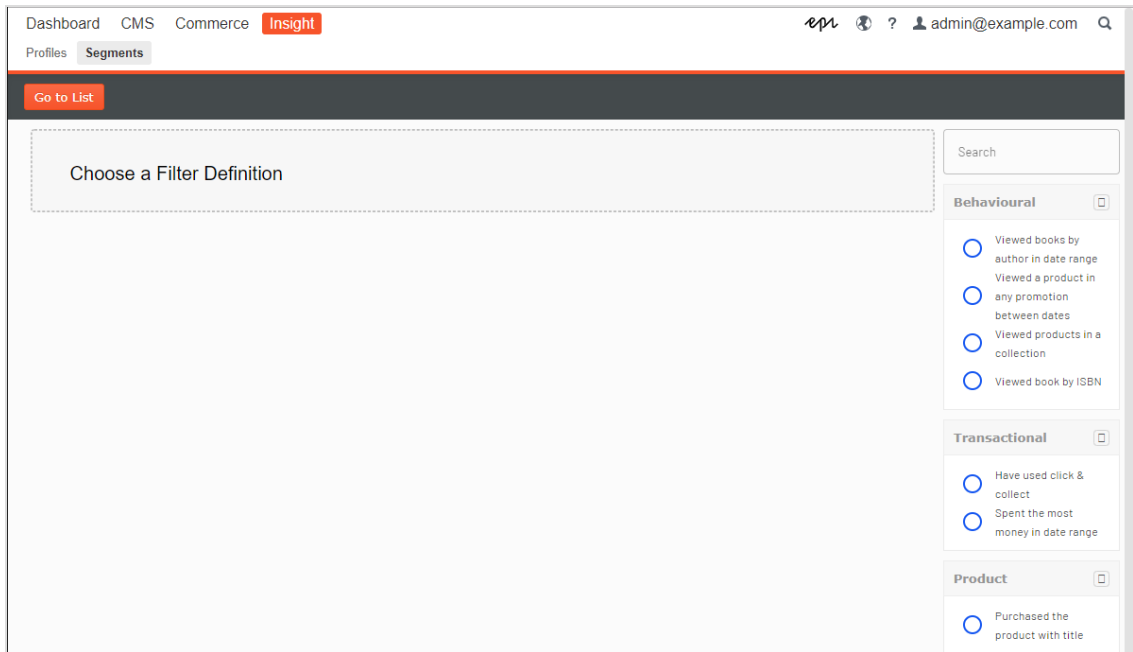 Dashboard CMS Commerce Insight
epi ? admin@example.com
Profiles Segments
Go to List
Choose a Filter Definition
Search
Behavioural
Viewed books by
author in date range
Viewed a product in
any promotion
between dates
Viewed products in a
collection
Viewed book by ISBN
Transactional
Have used click &
collect
Spent the most
money in date range
Product
Purchased the
product with title